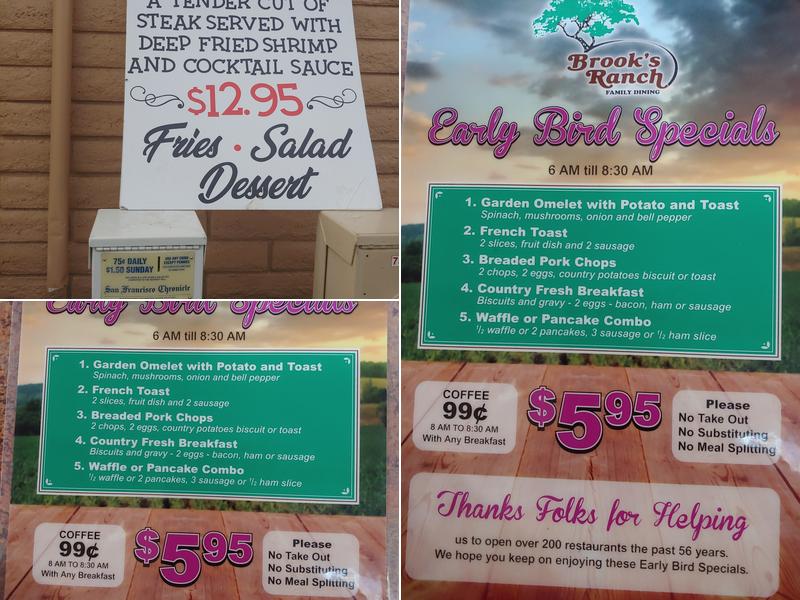 A TENDER CUT OF
STEAK SERVED WITH
DEEP FRIED SHRIMP
AND COCKTAIL SAUCE
$12.95
Fries • Salad
Dessert
75¢ DAILY
$1.50 SUNDAY
San Francisco Chronicle
7
Brook's
Ranch
FAMILY DINING
Early Bird Specials
6 AM till 8:30 AM
1. Garden Omelet with Potato and Toast
Spinach, mushrooms, onion and bell pepper
2. French Toast
2 slices, fruit dish and 2 sausage
3. Breaded Pork Chops
2 chops, 2 eggs, country potatoes biscuit or toast
4. Country Fresh Breakfast
Biscuits and gravy - 2 eggs - bacon, ham or sausage
5. Waffle or Pancake Combo
1/2 waffle or 2 pancakes, 3 sausage or 1/2 ham slice
COFFEE
99¢
8 AM TO 8:30 AM
With Any Breakfast
$5.95
Please
No Take Out
No Substituting
No Meal Splitting
Thanks Folks for Helping
us to open over 200 restaurants the past 56 years.
We hope you keep on enjoying these Early Bird Specials.
Early Bird Specials
6 AM till 8:30 AM
1. Garden Omelet with Potato and Toast
Spinach, mushrooms, onion and bell pepper
2. French Toast
2 slices, fruit dish and 2 sausage
3. Breaded Pork Chops
2 chops, 2 eggs, country potatoes biscuit or toast
4. Country Fresh Breakfast
Biscuits and gravy - 2 eggs - bacon, ham or sausage
5. Waffle or Pancake Combo
1/2 waffle or 2 pancakes, 3 sausage or 1/2 ham slice
COFFEE
99¢
8 AM TO 8:30 AM
With Any Breakfast
$5.95
Please
No Take Out
No Substituting
No Meal Splitting